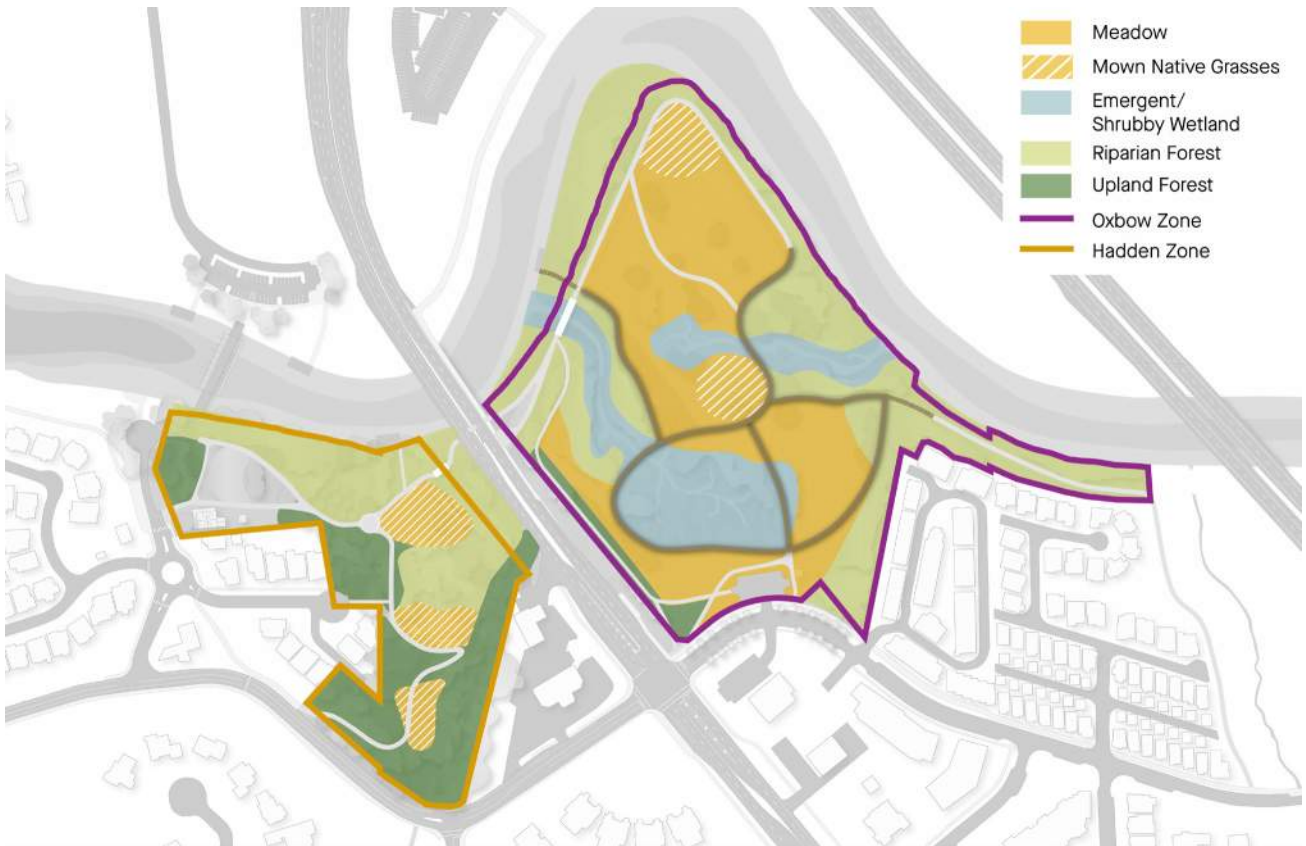 Meadow
Mown Native Grasses
Emergent/
Shrubby Wetland
Riparian Forest
Upland Forest
Oxbow Zone
Hadden Zone